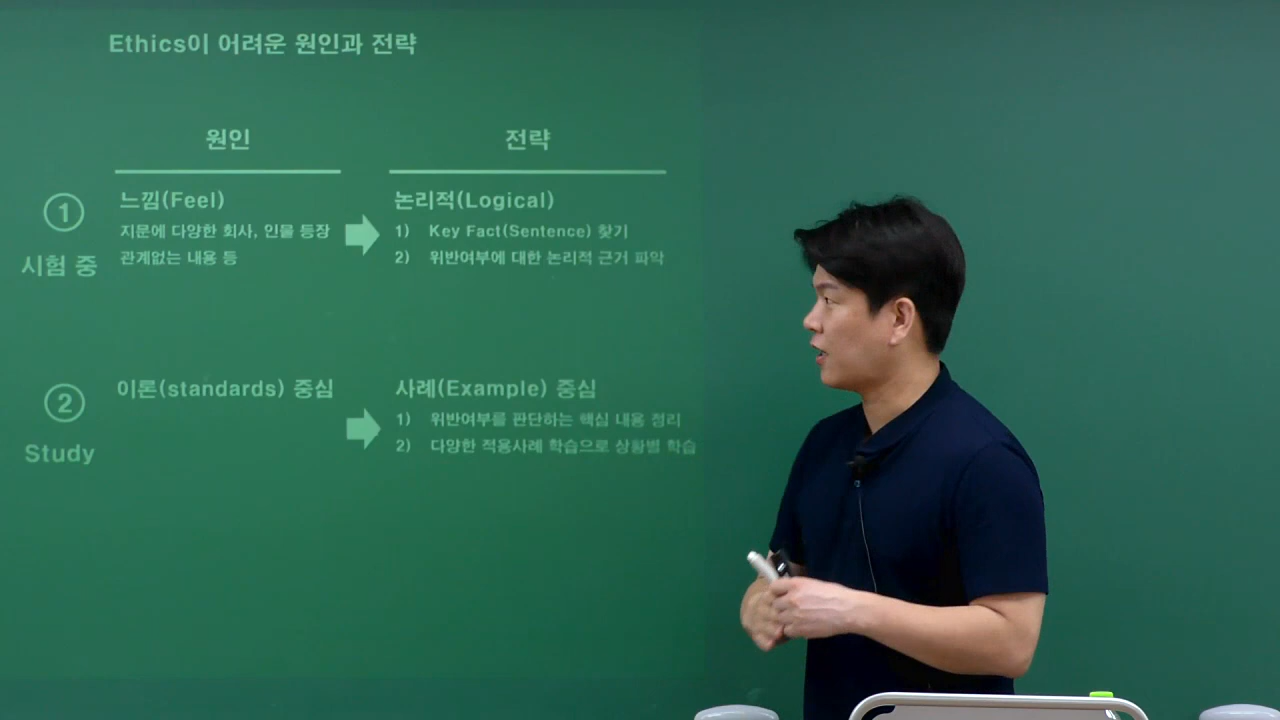 Ethics이 어려운 원인과 전략
원인
전략
①
시험 중
느낌(Feel)
지문에 다양한 회사, 인물 등장
관계없는 내용 등
논리적(Logical)
1) Key Fact(Sentence) 찾기
2) 위반여부에 대한 논리적 근거 파악
②
Study
이론(standards) 중심
사례(Example) 중심
1) 위반여부를 판단하는 핵심 내용 정리
2) 다양한 적용사례 학습으로 상황별 학습